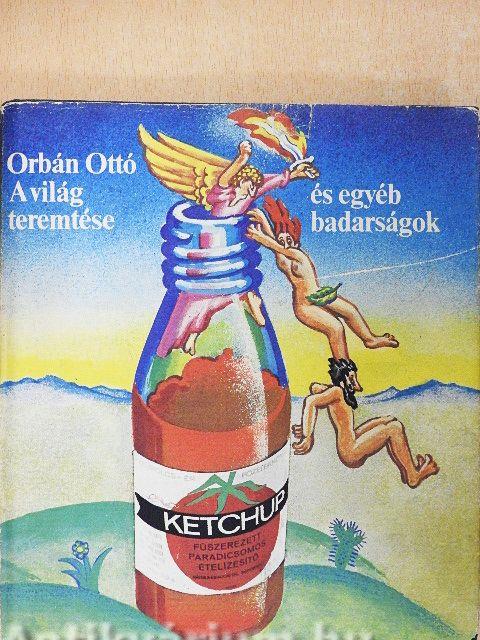 Orbán Ottó
A világ
teremtése
és egyéb
badarságok
KETCHUP
FŰSZEREZETT
PARADICSOMOS
ÉTELÍZESÍTŐ